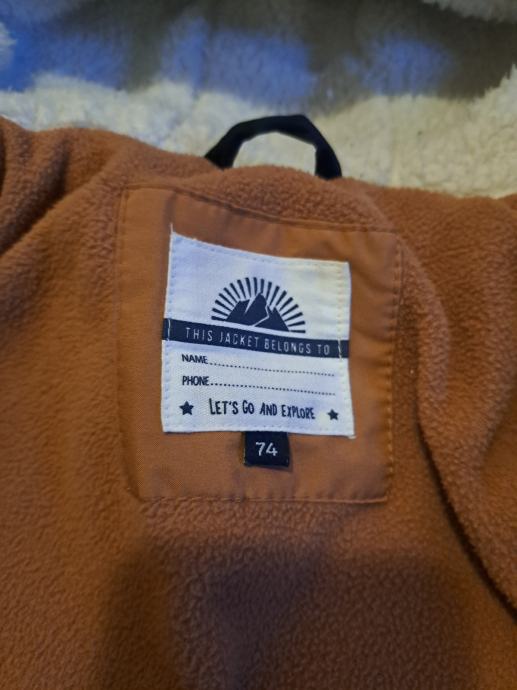 THIS JACKET BELONGS TO
NAME........................................
PHONE........................................
LET'S GO AND EXPLORE
74